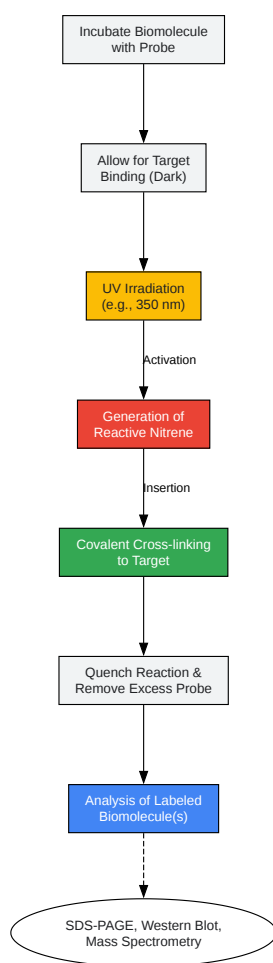 Incubate Biomolecule
with Probe
Allow for Target
Binding (Dark)
UV Irradiation
(e.g., 350 nm)
Activation
Generation of
Reactive Nitrene
Insertion
Covalent Cross-linking
to Target
Quench Reaction &
Remove Excess Probe
Analysis of Labeled
Biomolecule(s)
SDS-PAGE, Western Blot,
Mass Spectrometry